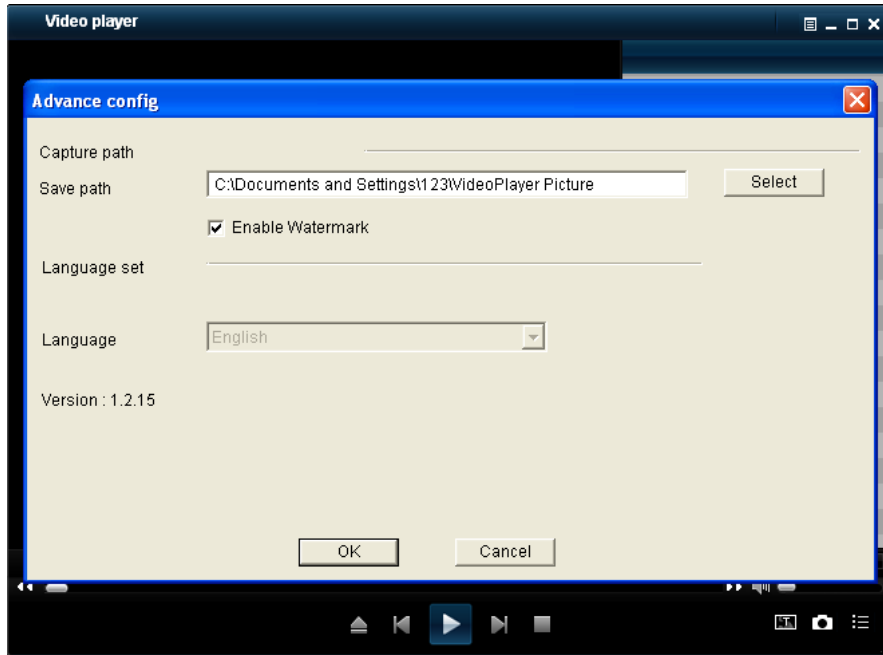 Video player
Advance config
Capture path
Save path
C:\Documents and Settings\123\VideoPlayer Picture
Select
Enable Watermark
Language set
Language
English
Version : 1.2.15
OK
Cancel